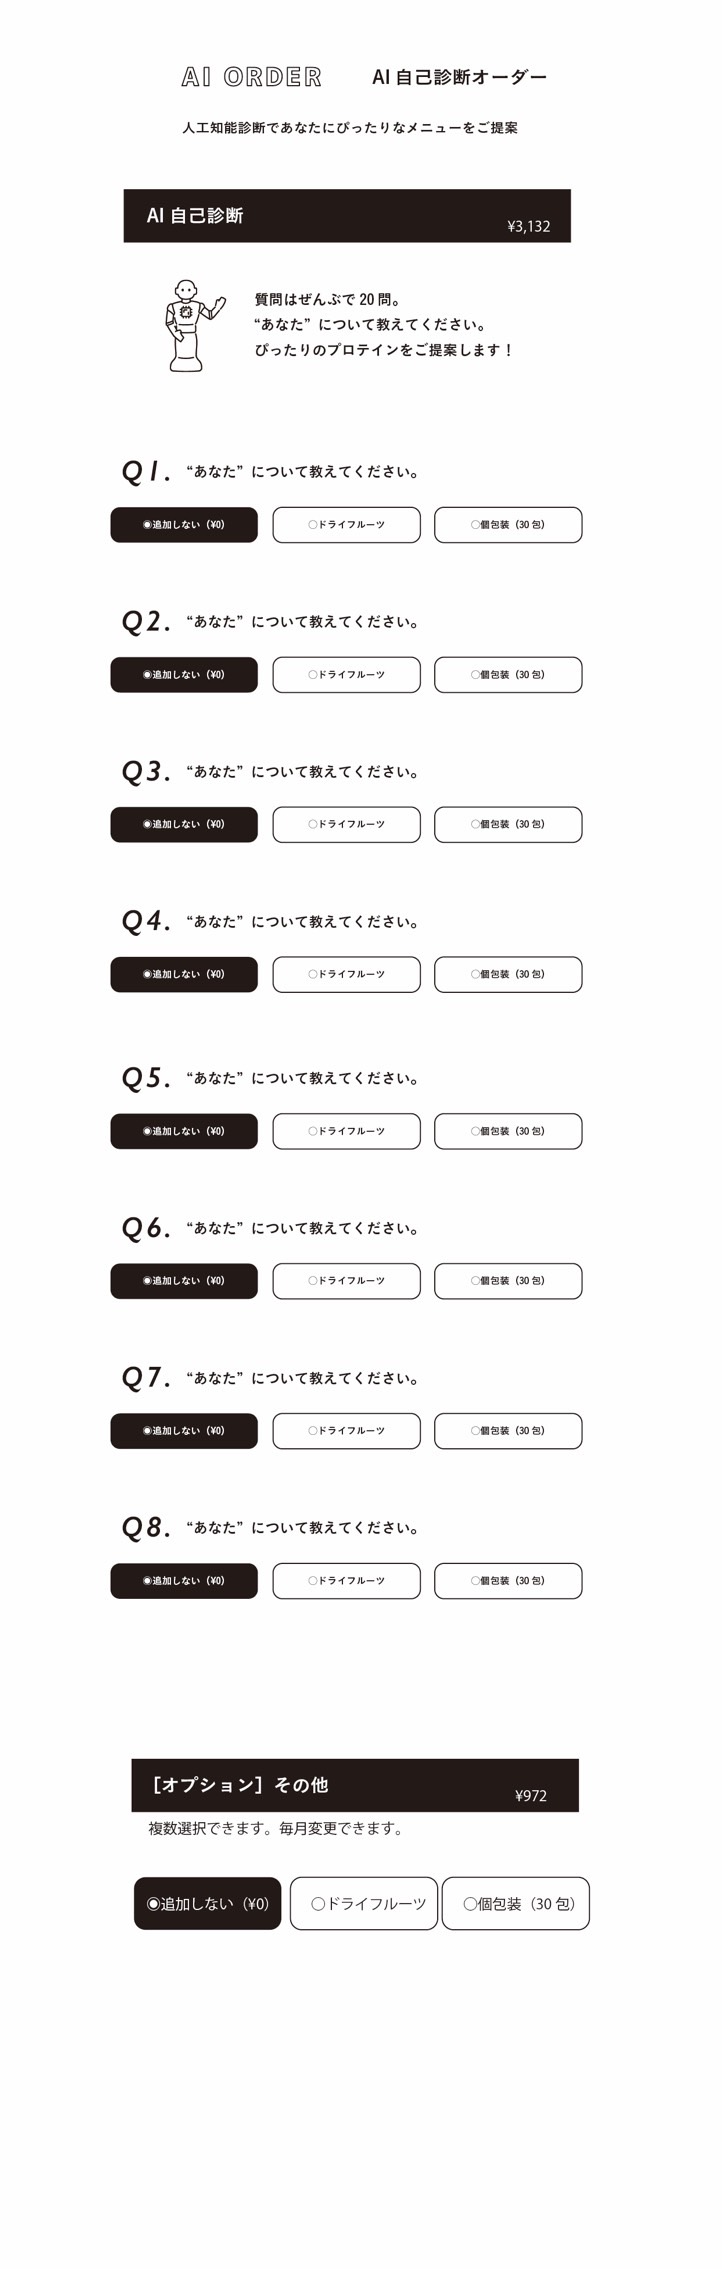 AI ORDER AI 自己診断オーダー
人工知能診断であなたにぴったりなメニューをご提案
AI 自己診断 ¥3,132
質問はぜんぶで 20 問。
“あなた”について教えてください。
ぴったりのプロテインをご提案します！
Q1. “あなた”について教えてください。
◉追加しない（¥0） ○ドライフルーツ ○個包装（30 包）
Q2. “あなた”について教えてください。
◉追加しない（¥0） ○ドライフルーツ ○個包装（30 包）
Q3. “あなた”について教えてください。
◉追加しない（¥0） ○ドライフルーツ ○個包装（30 包）
Q4. “あなた”について教えてください。
◉追加しない（¥0） ○ドライフルーツ ○個包装（30 包）
Q5. “あなた”について教えてください。
◉追加しない（¥0） ○ドライフルーツ ○個包装（30 包）
Q6. “あなた”について教えてください。
◉追加しない（¥0） ○ドライフルーツ ○個包装（30 包）
Q7. “あなた”について教えてください。
◉追加しない（¥0） ○ドライフルーツ ○個包装（30 包）
Q8. “あなた”について教えてください。
◉追加しない（¥0） ○ドライフルーツ ○個包装（30 包）
［オプション］その他 ¥972
複数選択できます。毎月変更できます。
◉追加しない（¥0） ○ドライフルーツ ○個包装（30 包）